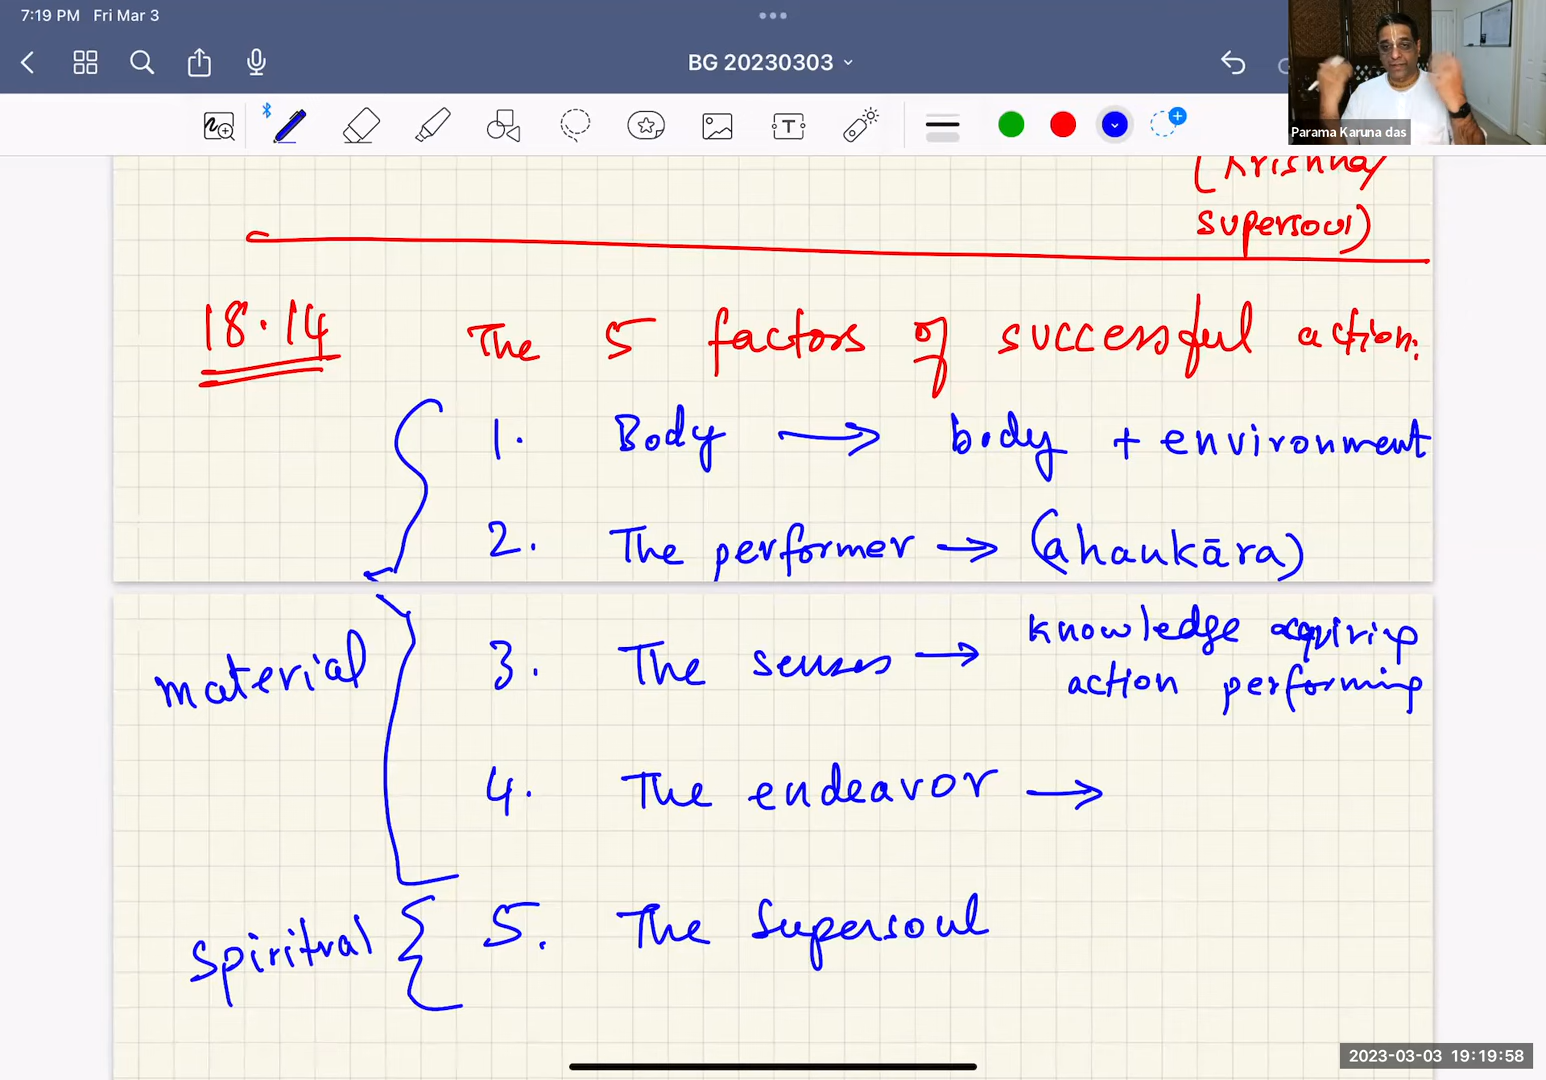 7:19 PM Fri Mar 3
BG 20230303
T
Parama Karuna das
(Krishna/
supersoul)
18.14 The 5 factors of successful action.
1. Body → body + environment
2. The performer → (ahankāra)
material
3. The senses → knowledge acquiring
action performing
4. The endeavor →
spiritual
5. The Supersoul
2023-03-03 19:19:58